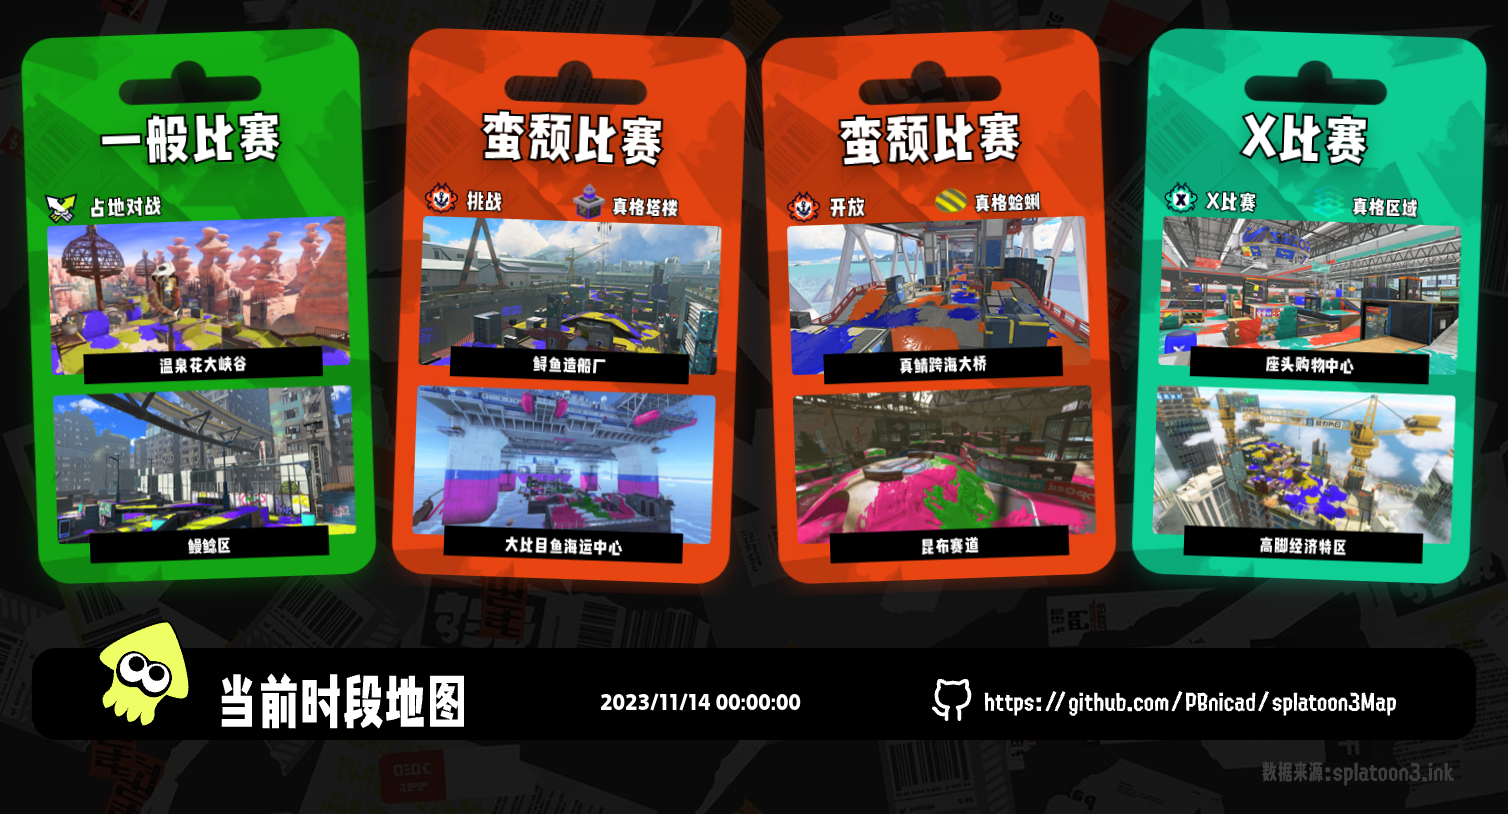 一般比赛
占地对战
温泉花大峡谷
鳗鲶区
蛮颓比赛
挑战
真格塔楼
鲟鱼造船厂
大比目鱼海运中心
蛮颓比赛
开放
真格蛤蜊
真鲷跨海大桥
昆布赛道
X比赛
X比赛
真格区域
座头购物中心
高脚经济特区
当前时段地图
2023/11/14 00:00:00
https://github.com/PBnicad/splatoon3Map
数据来源:splatoon3.ink